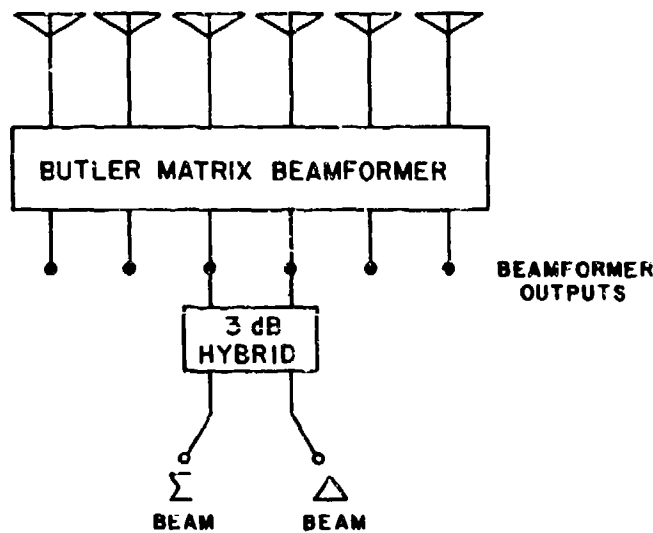 BUTLER MATRIX BEAMFORMER
BEAMFORMER
OUTPUTS
3 dB
HYBRID
Σ Δ
BEAM BEAM